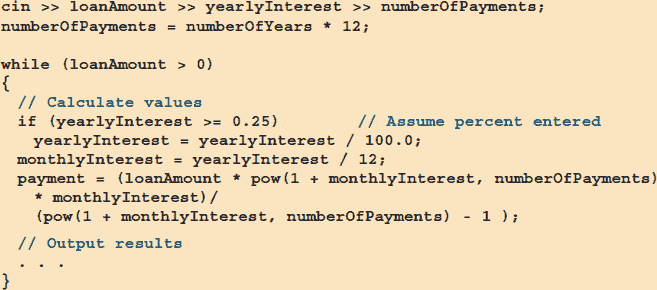 cin >> loanAmount >> yearlyInterest >> numberOfPayments;
numberOfPayments = numberOfYears * 12;
while (loanAmount > 0)
{
// Calculate values
if (yearlyInterest >= 0.25) // Assume percent entered
yearlyInterest = yearlyInterest / 100.0;
monthlyInterest = yearlyInterest / 12;
payment = (loanAmount * pow(1 + monthlyInterest, numberOfPayments)
* monthlyInterest)/
(pow(1 + monthlyInterest, numberOfPayments) - 1 );
// Output results
. . .
}